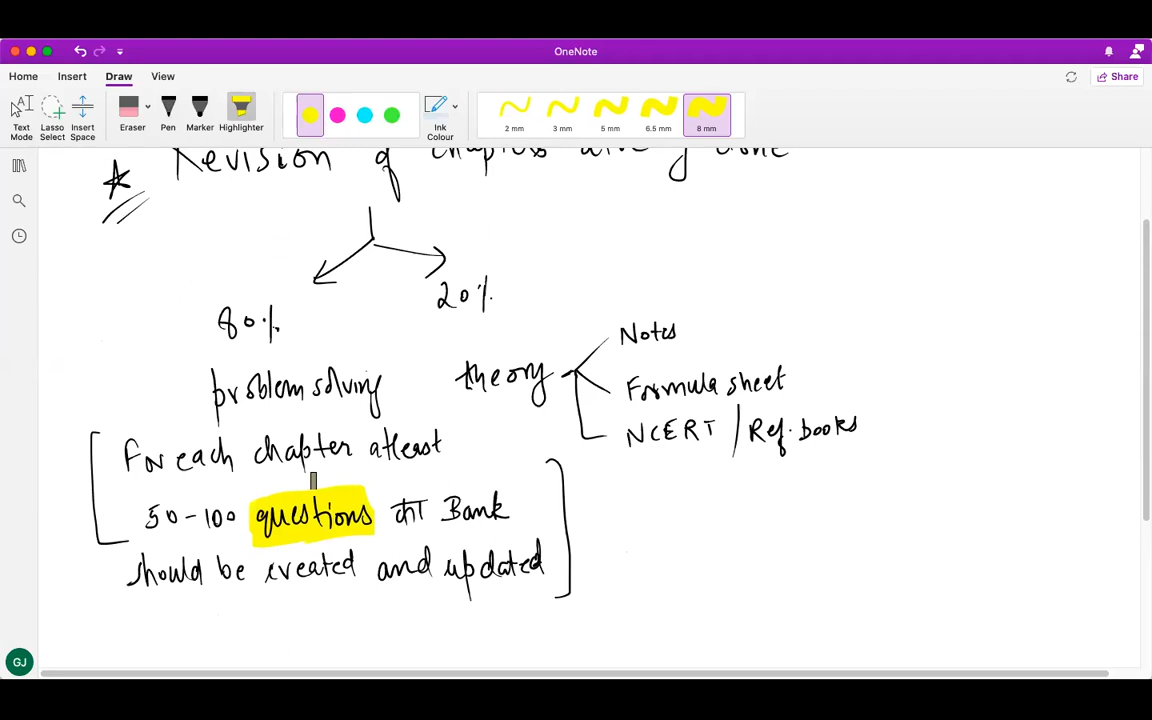 OneNote
Home Insert Draw View
Share
Text Mode
Lasso Select
Insert Space
Eraser
Pen
Marker
Highlighter
Ink Colour
2 mm
3 mm
5 mm
6.5 mm
8 mm
Revision of chapters already done
80%
20%
problem solving
theory
Notes
Formula sheet
NCERT / Ref. books
For each chapter atleast
50-100 questions Bank
should be created and updated
GJ